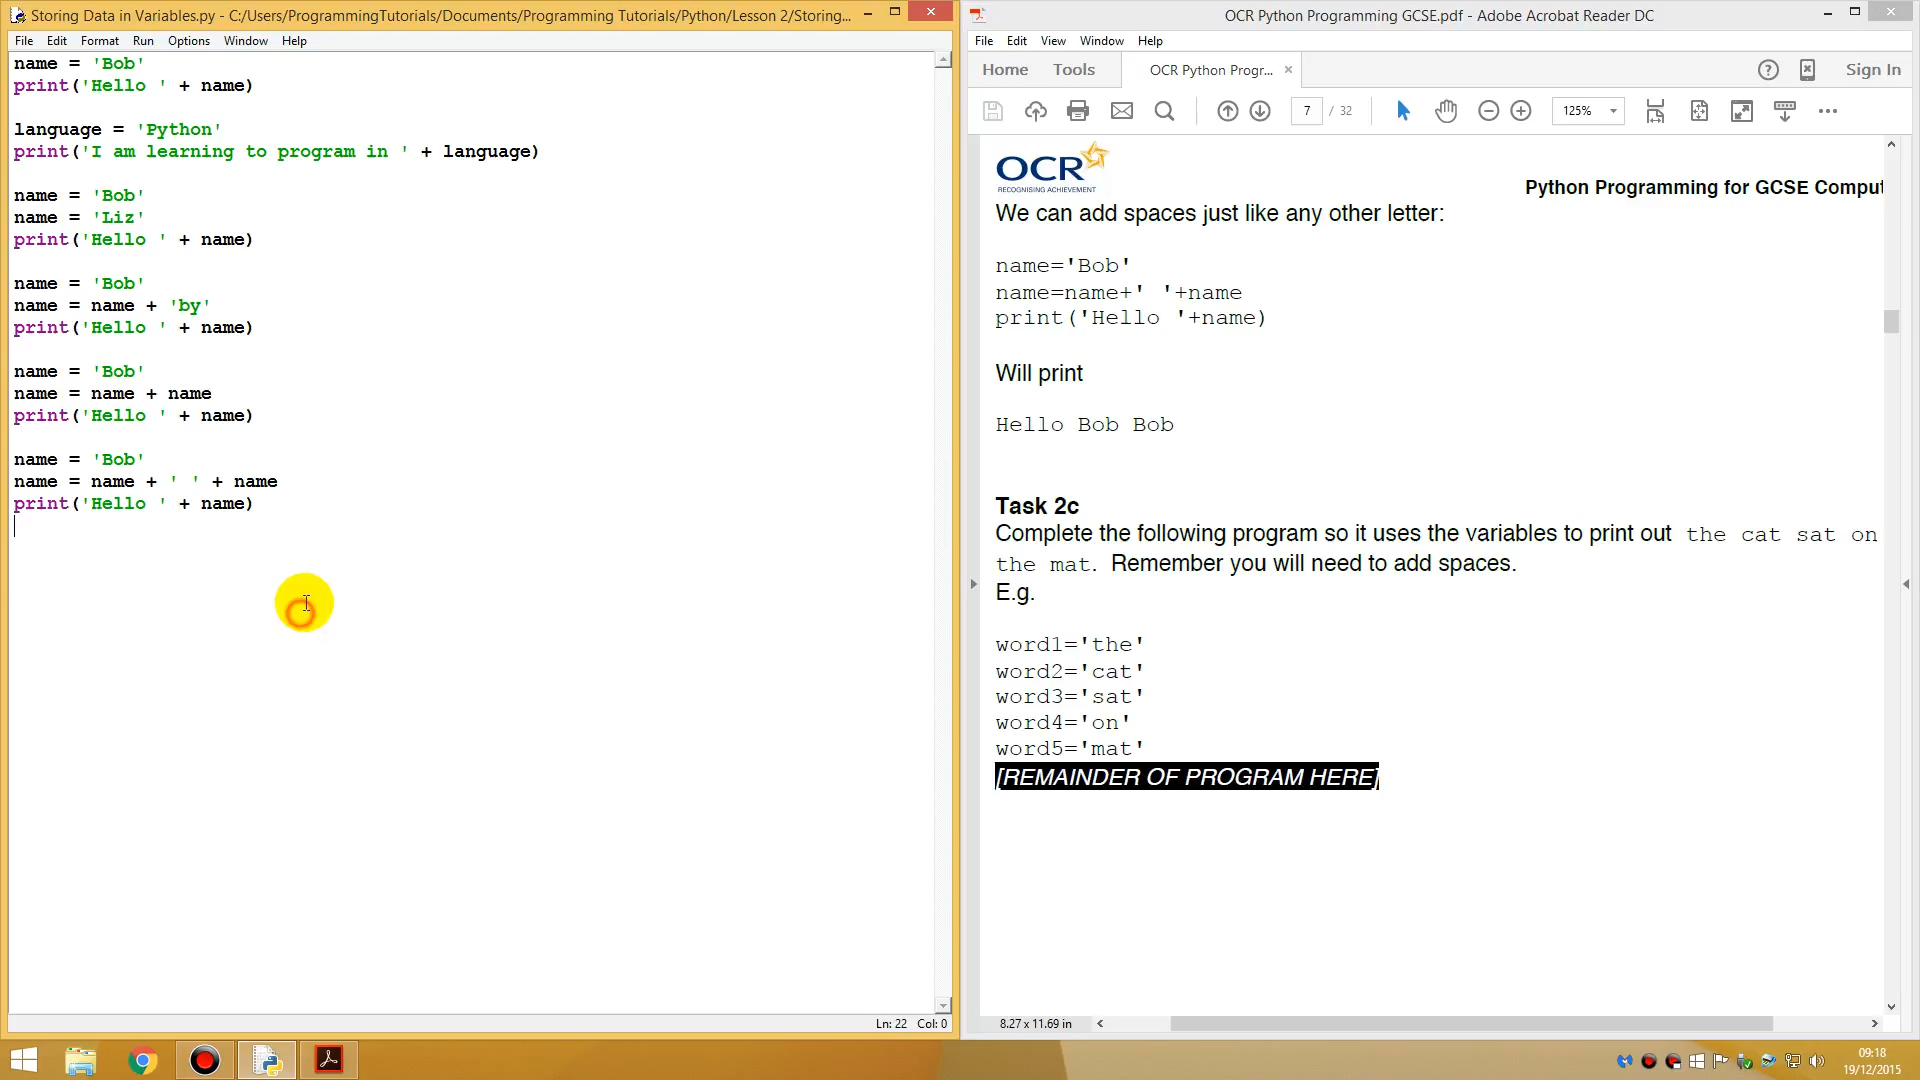 Storing Data in Variables.py - C:/Users/ProgrammingTutorials/Documents/Programming Tutorials/Python/Lesson 2/Storing...
File Edit Format Run Options Window Help
name = 'Bob'
print('Hello ' + name)
language = 'Python'
print('I am learning to program in ' + language)
name = 'Bob'
name = 'Liz'
print('Hello ' + name)
name = 'Bob'
name = name + 'by'
print('Hello ' + name)
name = 'Bob'
name = name + name
print('Hello ' + name)
name = 'Bob'
name = name + ' ' + name
print('Hello ' + name)
Ln: 22 Col: 0
OCR Python Programming GCSE.pdf - Adobe Acrobat Reader DC
File Edit View Window Help
Home Tools OCR Python Progr... × Sign In
7 / 32 125%
OCR
RECOGNISING ACHIEVEMENT
Python Programming for GCSE Comput
We can add spaces just like any other letter:
name='Bob'
name=name+' '+name
print('Hello '+name)
Will print
Hello Bob Bob
Task 2c
Complete the following program so it uses the variables to print out the cat sat on
the mat. Remember you will need to add spaces.
E.g.
word1='the'
word2='cat'
word3='sat'
word4='on'
word5='mat'
[REMAINDER OF PROGRAM HERE]
8.27 x 11.69 in
09:18
19/12/2015